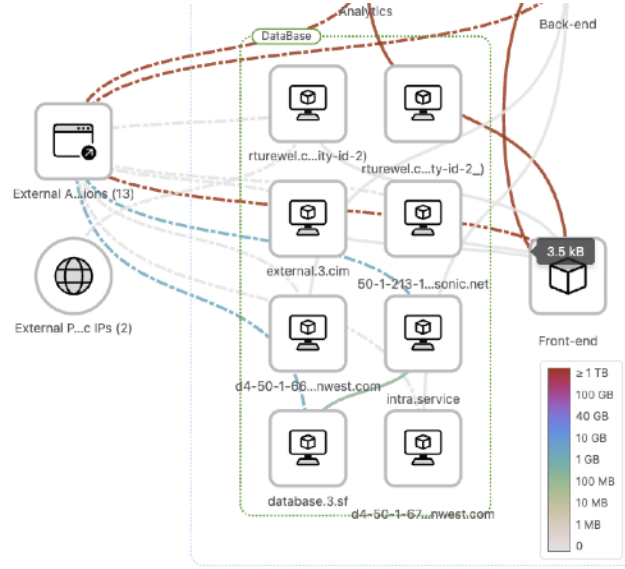 Analytics
Back-end
DataBase
rturewel.c...ity-id-2)
rturewel.c...ty-id-2_)
External A...ions (13)
external.3.cim
50-1-213-1...sonic.net
3.5 kB
External P...c IPs (2)
Front-end
d4-50-1-66...nwest.com
intra.service
database.3.sf
d4-50-1-67...nwest.com
≥ 1 TB
100 GB
40 GB
10 GB
1 GB
100 MB
10 MB
1 MB
0